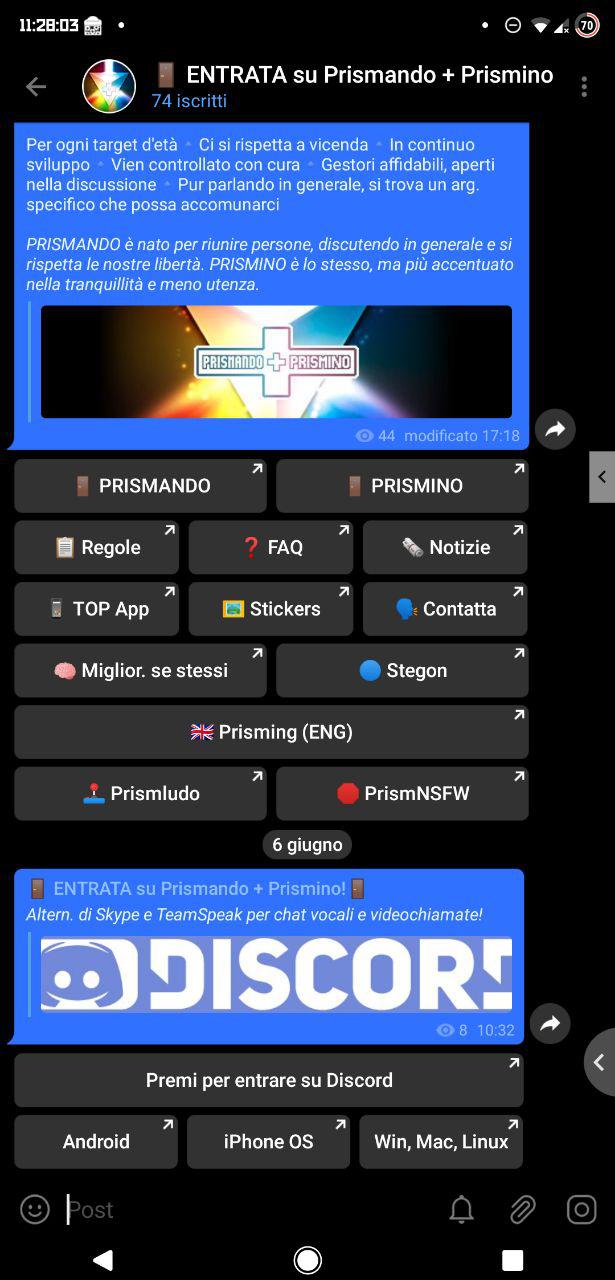 11:28:03
70
ENTRATA su Prismando + Prismino
74 iscritti
Per ogni target d'età Ci si rispetta a vicenda In continuo
sviluppo Vien controllato con cura Gestori affidabili, aperti
nella discussione Pur parlando in generale, si trova un arg.
specifico che possa accomunarci
PRISMANDO è nato per riunire persone, discutendo in generale e si
rispetta le nostre libertà. PRISMINO è lo stesso, ma più accentuato
nella tranquillità e meno utenza.
PRISMANDO + PRISMINO
44 modificato 17:18
PRISMANDO PRISMINO
Regole FAQ Notizie
TOP App Stickers Contatta
Miglior. se stessi Stegon
Prisming (ENG)
Prismludo PrismNSFW
6 giugno
ENTRATA su Prismando + Prismino!
Altern. di Skype e TeamSpeak per chat vocali e videochiamate!
DISCORD
8 10:32
Premi per entrare su Discord
Android iPhone OS Win, Mac, Linux
Post